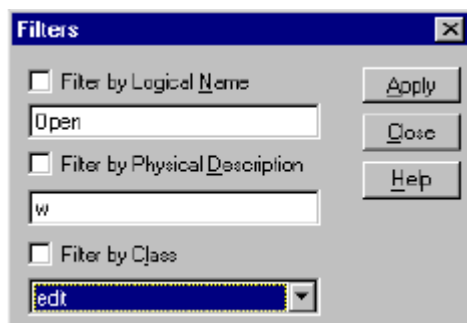 Filters
Filter by Logical Name
Apply
Open
Close
Filter by Physical Description
Help
w
Filter by Class
edit